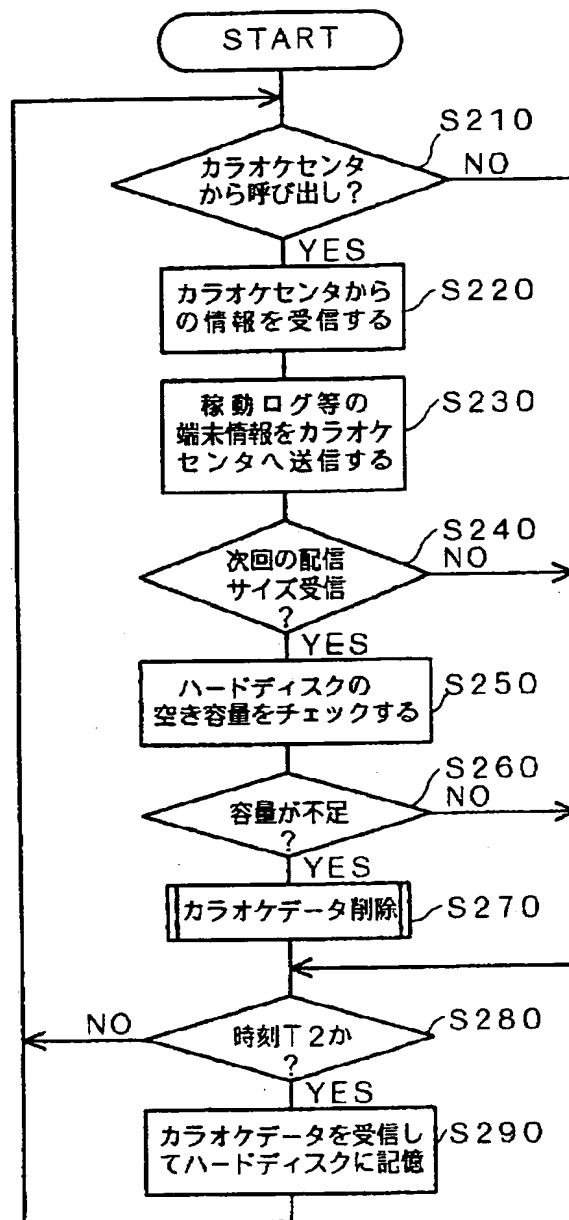 START
S210
カラオケセンタ
から呼び出し?
NO
YES
カラオケセンタから
の情報を受信する
S220
稼動ログ等の
端末情報をカラオケ
センタへ送信する
S230
S240
次回の配信
サイズ受信
?
NO
YES
ハードディスクの
空き容量をチェックする
S250
S260
容量が不足
?
NO
YES
カラオケデータ削除
S270
S280
時刻T2か
?
NO
YES
カラオケデータを受信し
てハードディスクに記憶
S290